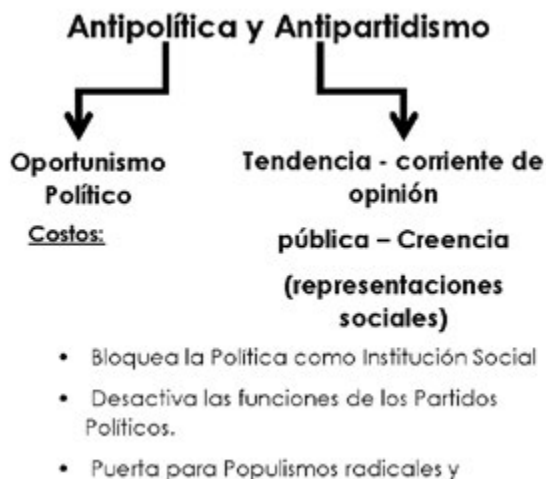 Antipolítica y Antipartidismo
Oportunismo
Político
Costos:
Tendencia - corriente de
opinión
pública – Creencia
(representaciones
sociales)
• Bloquea la Política como Institución Social
• Desactiva las funciones de los Partidos
Políticos.
• Puerta para Populismos radicales y